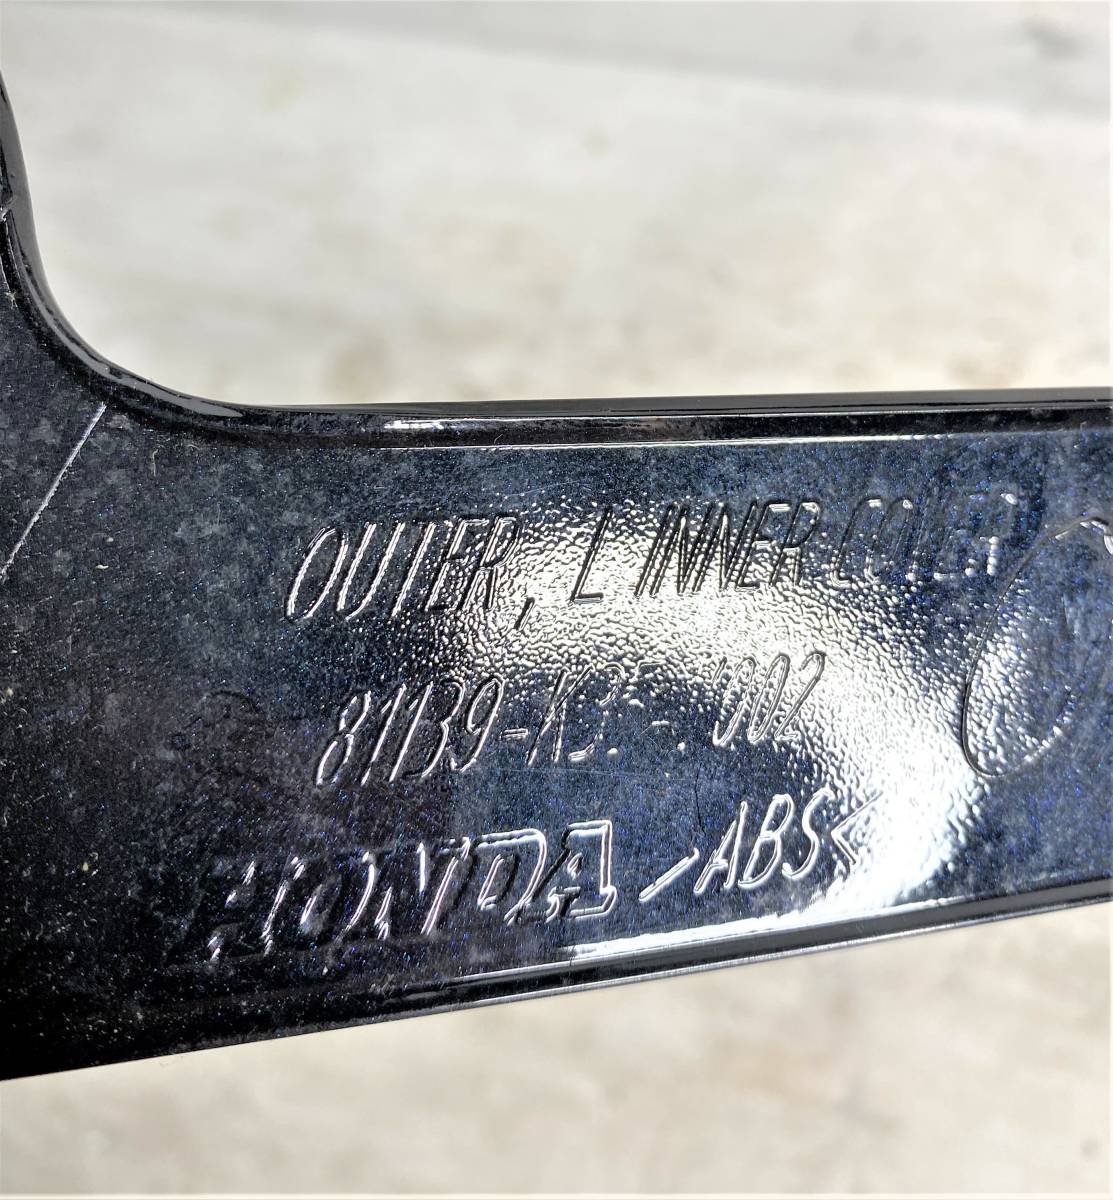 OUTER, L INNER COVER
HONDA >ABS<